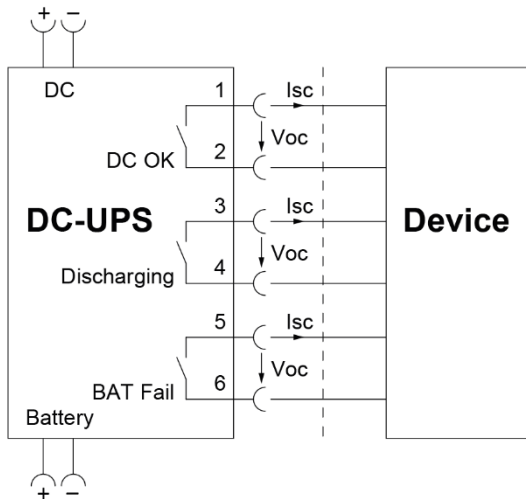 + −
DC
1 Isc
Voc
DC OK 2
DC-UPS
3 Isc
Voc
Discharging 4
Device
5 Isc
Voc
BAT Fail 6
Battery
+ −